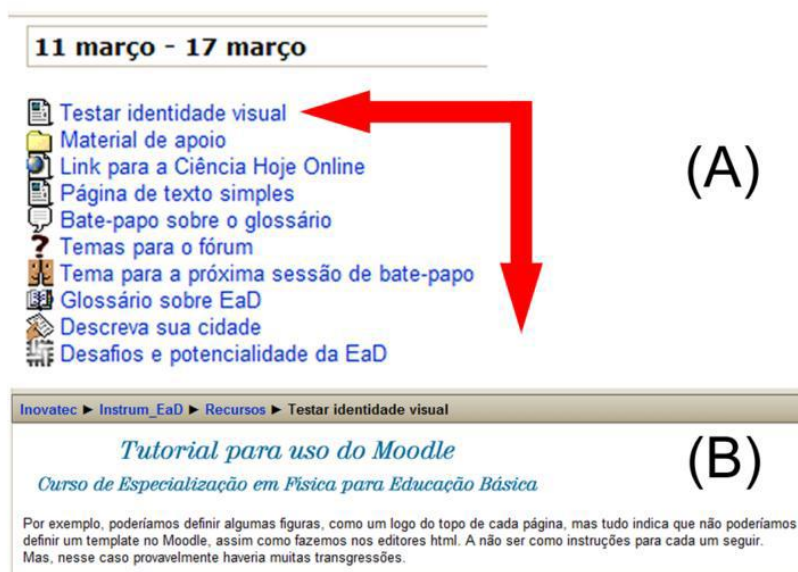 11 março - 17 março
Testar identidade visual
Material de apoio
Link para a Ciência Hoje Online
Página de texto simples
Bate-papo sobre o glossário
Temas para o fórum
Tema para a próxima sessão de bate-papo
Glossário sobre EaD
Descreva sua cidade
Desafios e potencialidade da EaD
(A)
Inovatec ► Instrum_EaD ► Recursos ► Testar identidade visual
Tutorial para uso do Moodle
Curso de Especialização em Física para Educação Básica
(B)
Por exemplo, poderíamos definir algumas figuras, como um logo do topo de cada página, mas tudo indica que não poderíamos
definir um template no Moodle, assim como fazemos nos editores html. A não ser como instruções para cada um seguir.
Mas, nesse caso provavelmente haveria muitas transgressões.